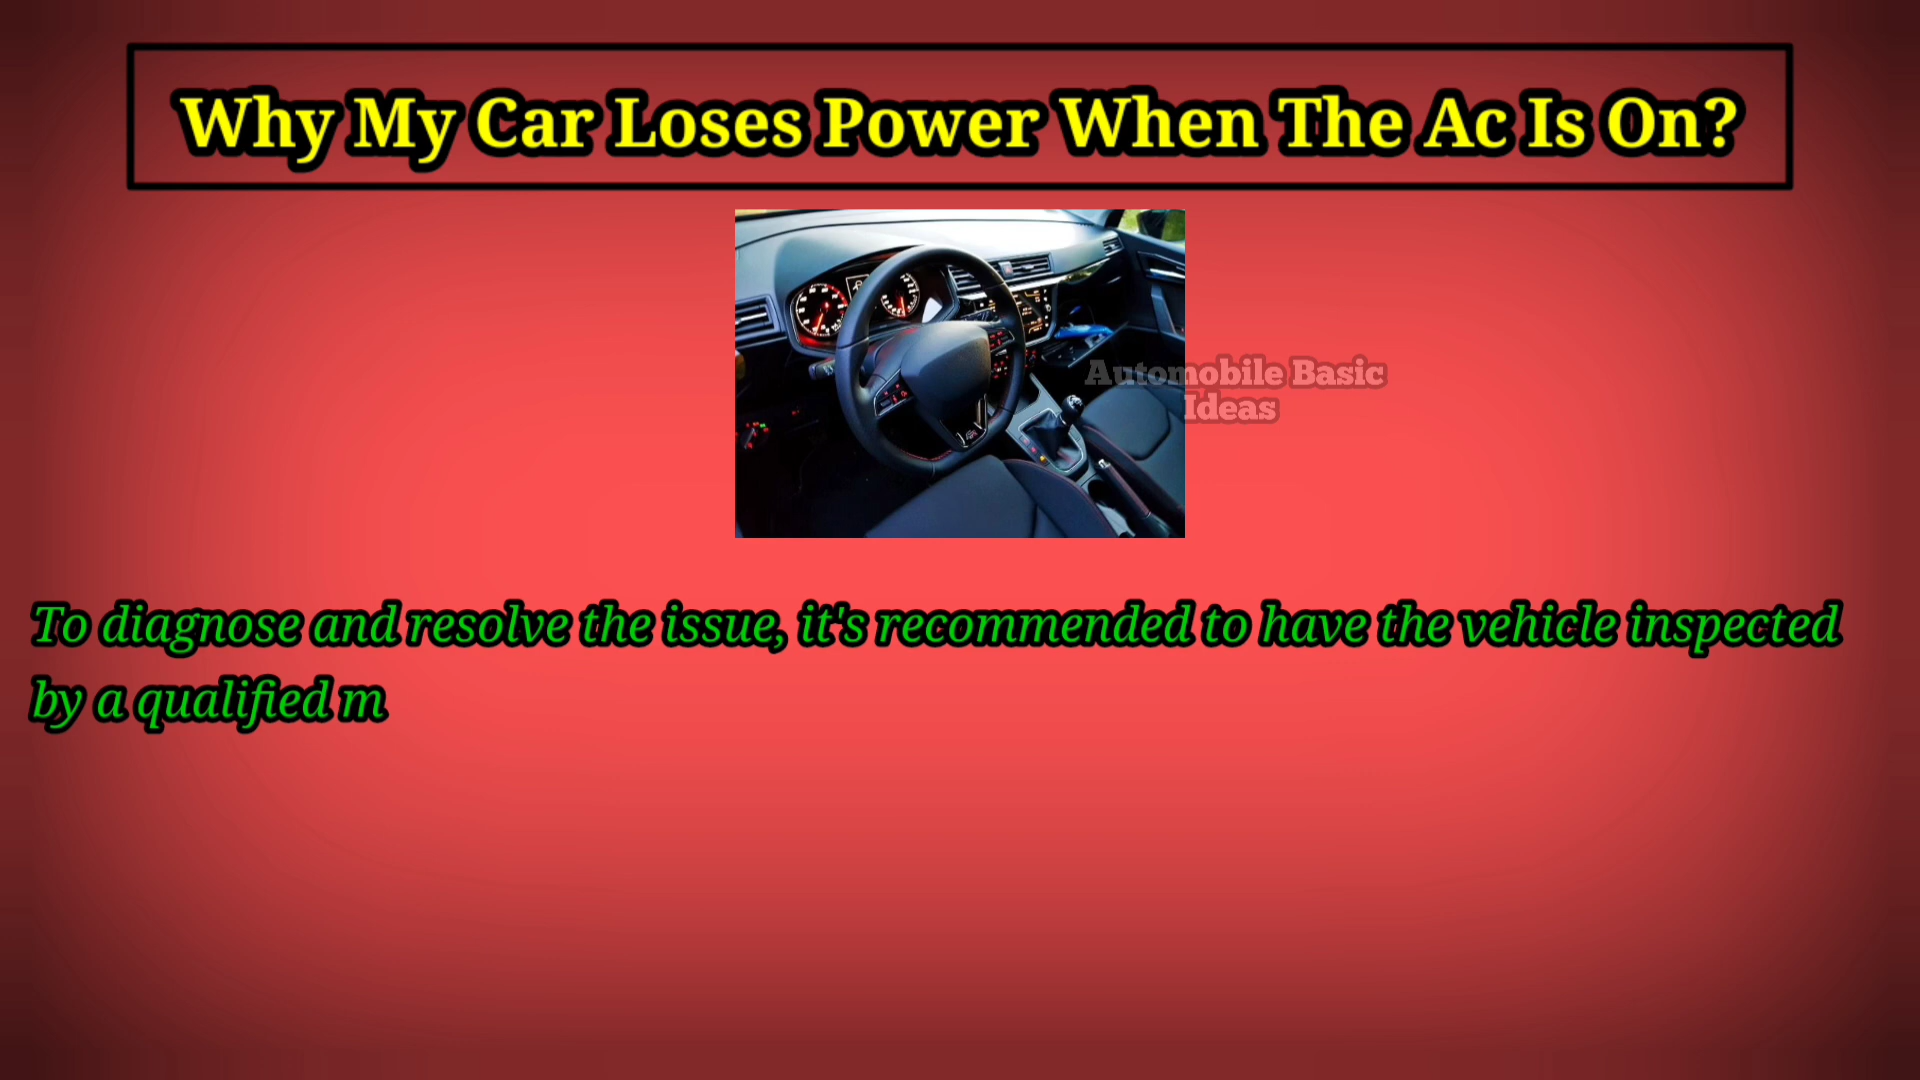 Why My Car Loses Power When The Ac Is On?
Automobile Basic
Ideas
To diagnose and resolve the issue, it's recommended to have the vehicle inspected
by a qualified m